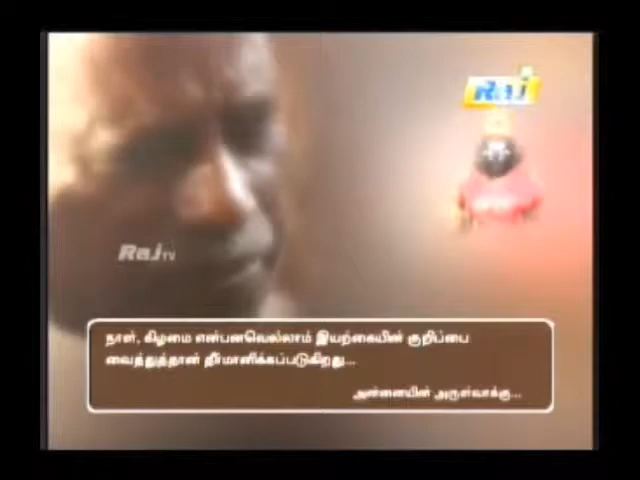 Raj
Raj TV
நாள், கிழமை என்பனவெல்லாம் இயற்கையின் குறிப்பை
வைத்துத்தான் தீர்மானிக்கப்படுகிறது...
அன்னையின் அருள்வாக்கு...